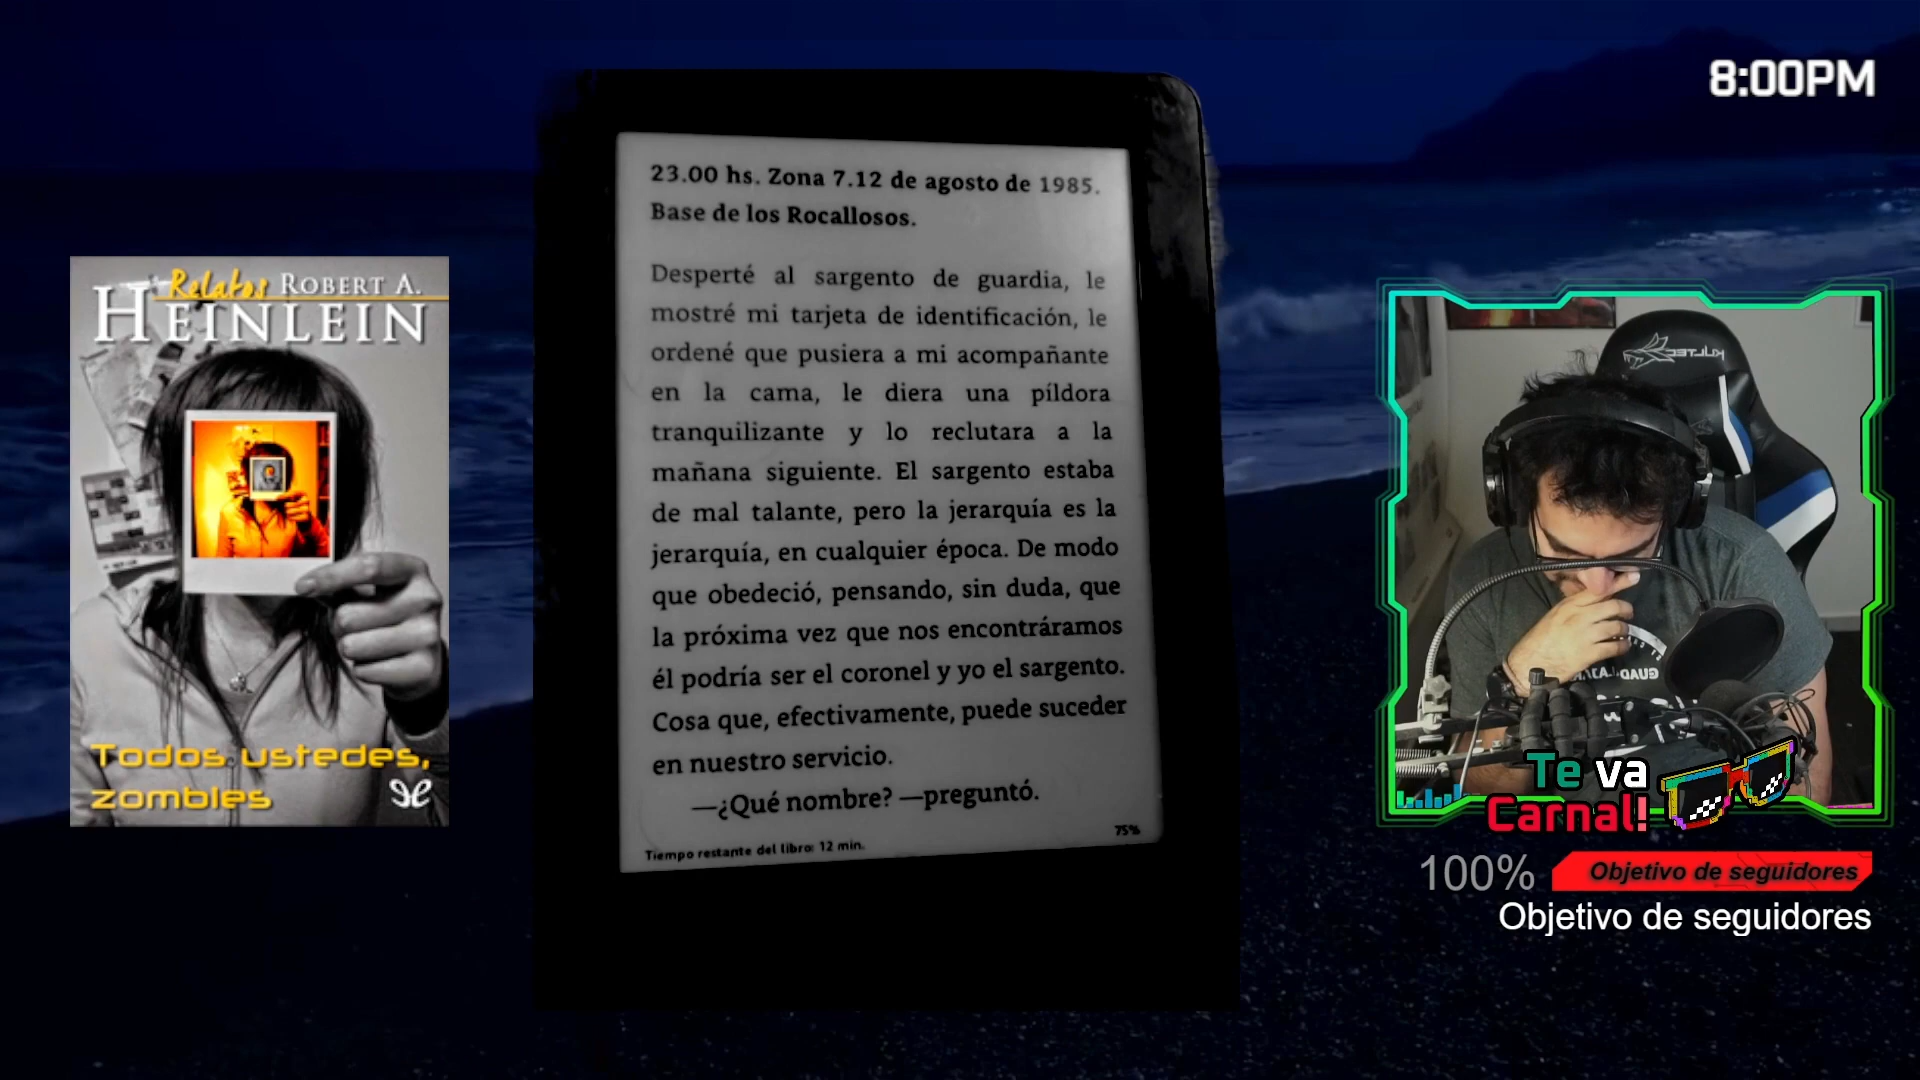 8:00PM
Relatos ROBERT A.
HEINLEIN
Todos ustedes,
zombies
23.00 hs. Zona 7.12 de agosto de 1985.
Base de los Rocallosos.
Desperté al sargento de guardia, le
mostré mi tarjeta de identificación, le
ordené que pusiera a mi acompañante
en la cama, le diera una píldora
tranquilizante y lo reclutara a la
mañana siguiente. El sargento estaba
de mal talante, pero la jerarquía es la
jerarquía, en cualquier época. De modo
que obedeció, pensando, sin duda, que
la próxima vez que nos encontráramos
él podría ser el coronel y yo el sargento.
Cosa que, efectivamente, puede suceder
en nuestro servicio.
—¿Qué nombre? —preguntó.
Tiempo restante del libro: 12 min.
75%
Te va
Carnal!
100%
Objetivo de seguidores
Objetivo de seguidores